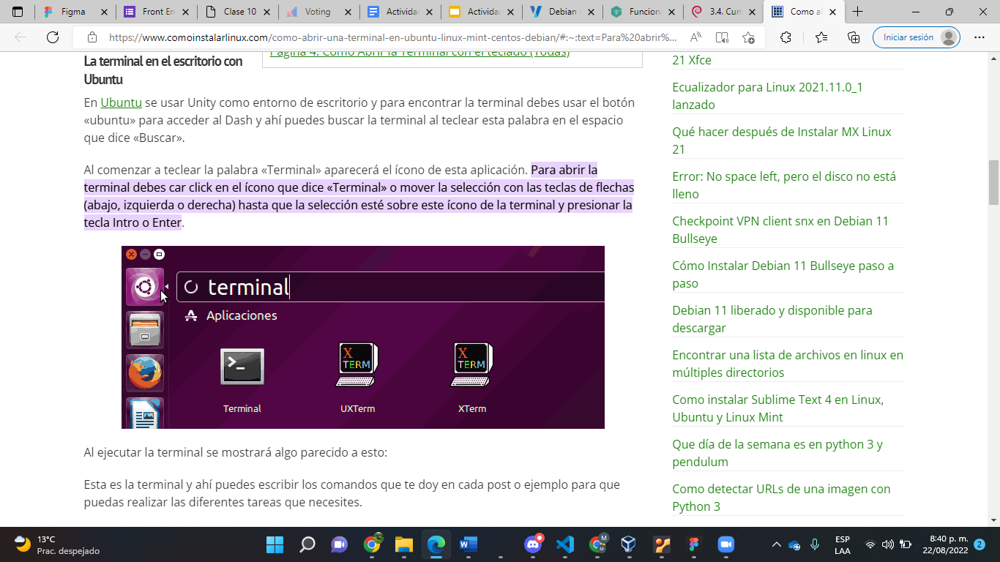 Figma
Front En
Clase 10
Voting
Actividad
Actividad
Debian -
Funcion
3.4. Cum
Como ab
https://www.comoinstalarlinux.com/como-abrir-una-terminal-en-ubuntu-linux-mint-centos-debian/#:~:text=Para%20abrir%...
Iniciar sesión
Página 4: Como Abrir la Terminal con el teclado (Todas)
La terminal en el escritorio con
Ubuntu
En Ubuntu se usar Unity como entorno de escritorio y para encontrar la terminal debes usar el botón
«ubuntu» para acceder al Dash y ahí puedes buscar la terminal al teclear esta palabra en el espacio
que dice «Buscar».
Al comenzar a teclear la palabra «Terminal» aparecerá el ícono de esta aplicación. Para abrir la
terminal debes car click en el ícono que dice «Terminal» o mover la selección con las teclas de flechas
(abajo, izquierda o derecha) hasta que la selección esté sobre este ícono de la terminal y presionar la
tecla Intro o Enter.
terminal
Aplicaciones
X
TERM
X
TERM
Terminal
UXTerm
XTerm
Al ejecutar la terminal se mostrará algo parecido a esto:
Esta es la terminal y ahí puedes escribir los comandos que te doy en cada post o ejemplo para que
puedas realizar las diferentes tareas que necesites.
21 Xfce
Ecualizador para Linux 2021.11.0_1
lanzado
Qué hacer después de Instalar MX Linux
21
Error: No space left, pero el disco no está
lleno
Checkpoint VPN client snx en Debian 11
Bullseye
Cómo Instalar Debian 11 Bullseye paso a
paso
Debian 11 liberado y disponible para
descargar
Encontrar una lista de archivos en linux en
múltiples directorios
Como instalar Sublime Text 4 en Linux,
Ubuntu y Linux Mint
Que día de la semana es en python 3 y
pendulum
Como detectar URLs de una imagen con
Python 3
13°C
Prac. despejado
ESP
LAA
8:40 p. m.
22/08/2022
2